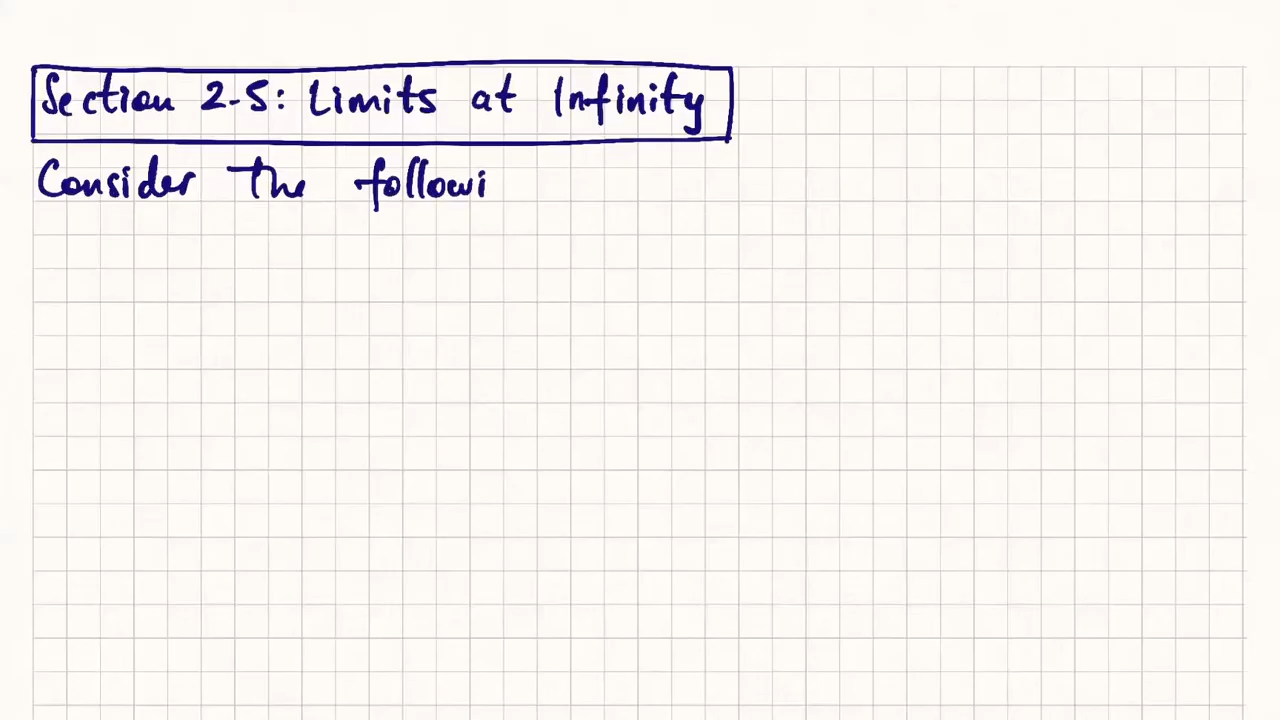 Section 2-5: Limits at Infinity
Consider the followi